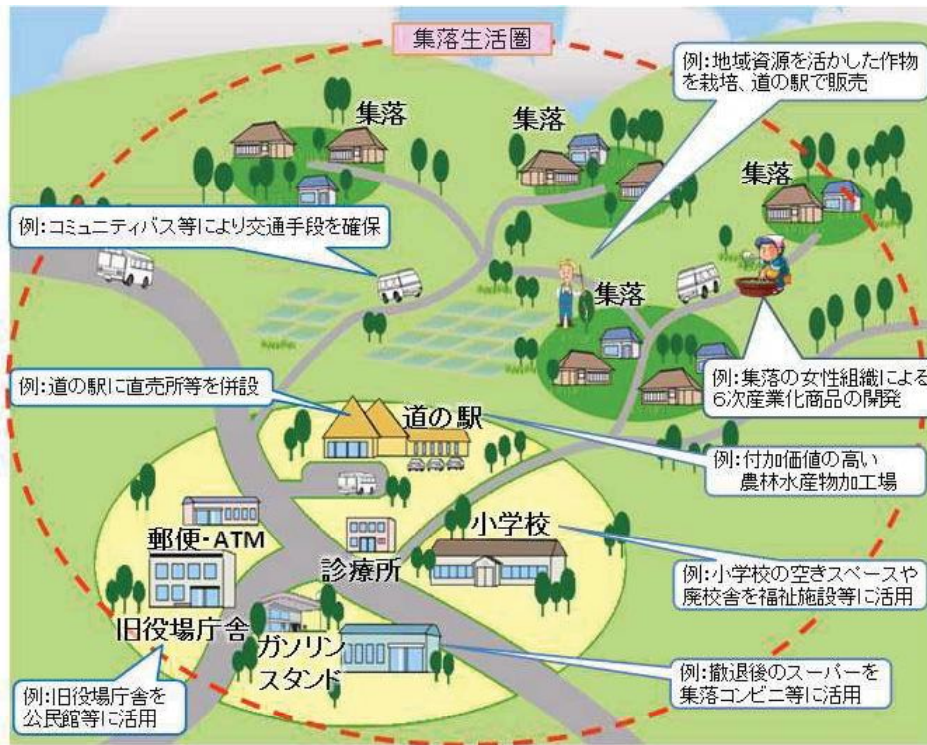 集落生活圏
例:地域資源を活かした作物
を栽培、道の駅で販売
集落
集落
集落
例:コミュニティバス等により交通手段を確保
集落
例:道の駅に直売所等を併設
例:集落の女性組織による
6次産業化商品の開発
道の駅
例:付加価値の高い
農林水産物加工場
郵便・ATM
小学校
診療所
例:小学校の空きスペースや
廃校舎を福祉施設等に活用
旧役場庁舎
ガソリン
スタンド
例:旧役場庁舎を
公民館等に活用
例:撤退後のスーパーを
集落コンビニ等に活用